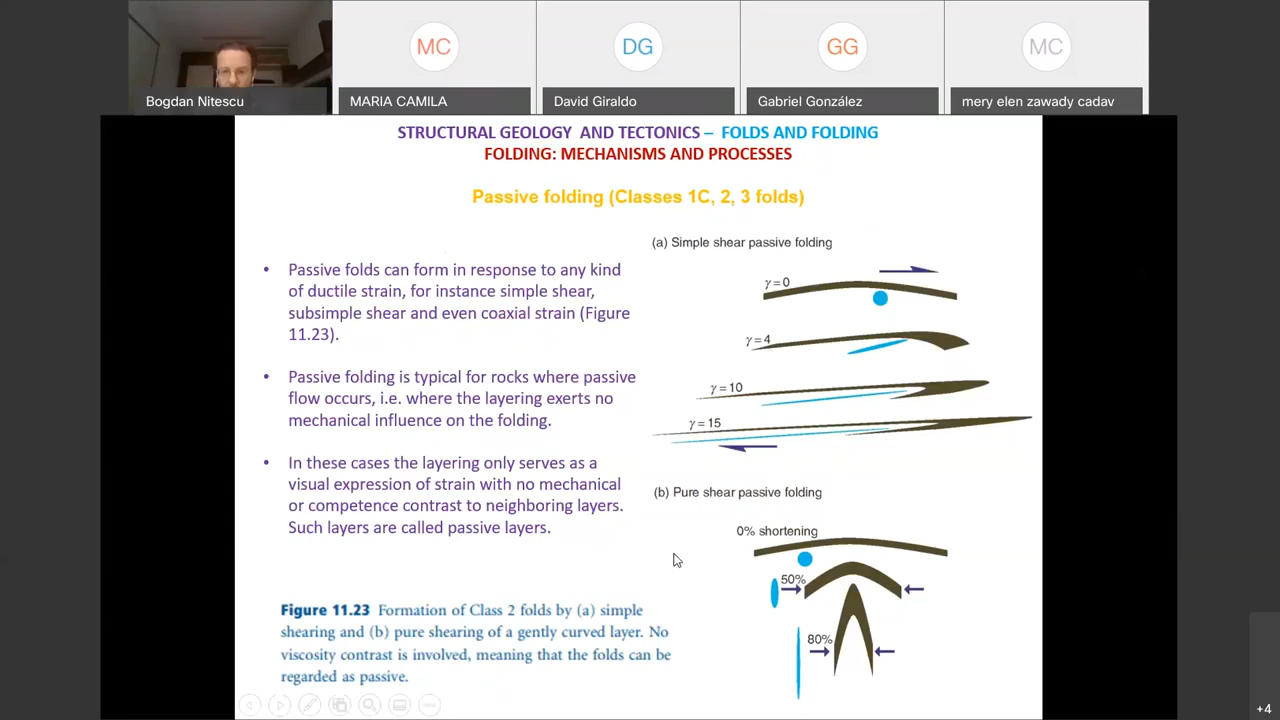 MC
DG
GG
MC
Bogdan Nitescu
MARIA CAMILA
David Giraldo
Gabriel González
mery elen zawady cadav
STRUCTURAL GEOLOGY AND TECTONICS – FOLDS AND FOLDING
FOLDING: MECHANISMS AND PROCESSES
Passive folding (Classes 1C, 2, 3 folds)
• Passive folds can form in response to any kind
of ductile strain, for instance simple shear,
subsimple shear and even coaxial strain (Figure
11.23).
• Passive folding is typical for rocks where passive
flow occurs, i.e. where the layering exerts no
mechanical influence on the folding.
• In these cases the layering only serves as a
visual expression of strain with no mechanical
or competence contrast to neighboring layers.
Such layers are called passive layers.
Figure 11.23 Formation of Class 2 folds by (a) simple
shearing and (b) pure shearing of a gently curved layer. No
viscosity contrast is involved, meaning that the folds can be
regarded as passive.
(a) Simple shear passive folding
γ = 0
γ = 4
γ = 10
γ = 15
(b) Pure shear passive folding
0% shortening
50%
80%
+4